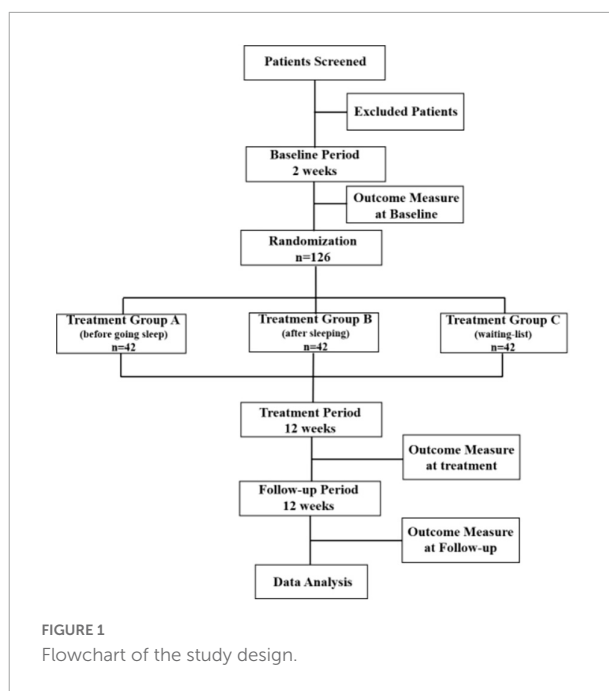 Patients Screened
Excluded Patients
Baseline Period
2 weeks
Outcome Measure
at Baseline
Randomization
n=126
Treatment Group A
(before going sleep)
n=42
Treatment Group B
(after sleeping)
n=42
Treatment Group C
(waiting-list)
n=42
Treatment Period
12 weeks
Outcome Measure
at treatment
Follow-up Period
12 weeks
Outcome Measure
at Follow-up
Data Analysis
FIGURE 1
Flowchart of the study design.